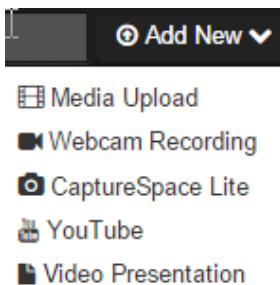 Add New
Media Upload
Webcam Recording
CaptureSpace Lite
YouTube
Video Presentation